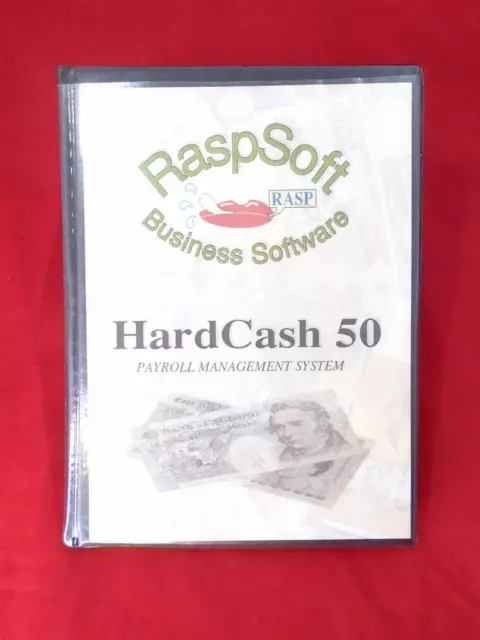 RaspSoft
RASP
Business Software
HardCash 50
PAYROLL MANAGEMENT SYSTEM